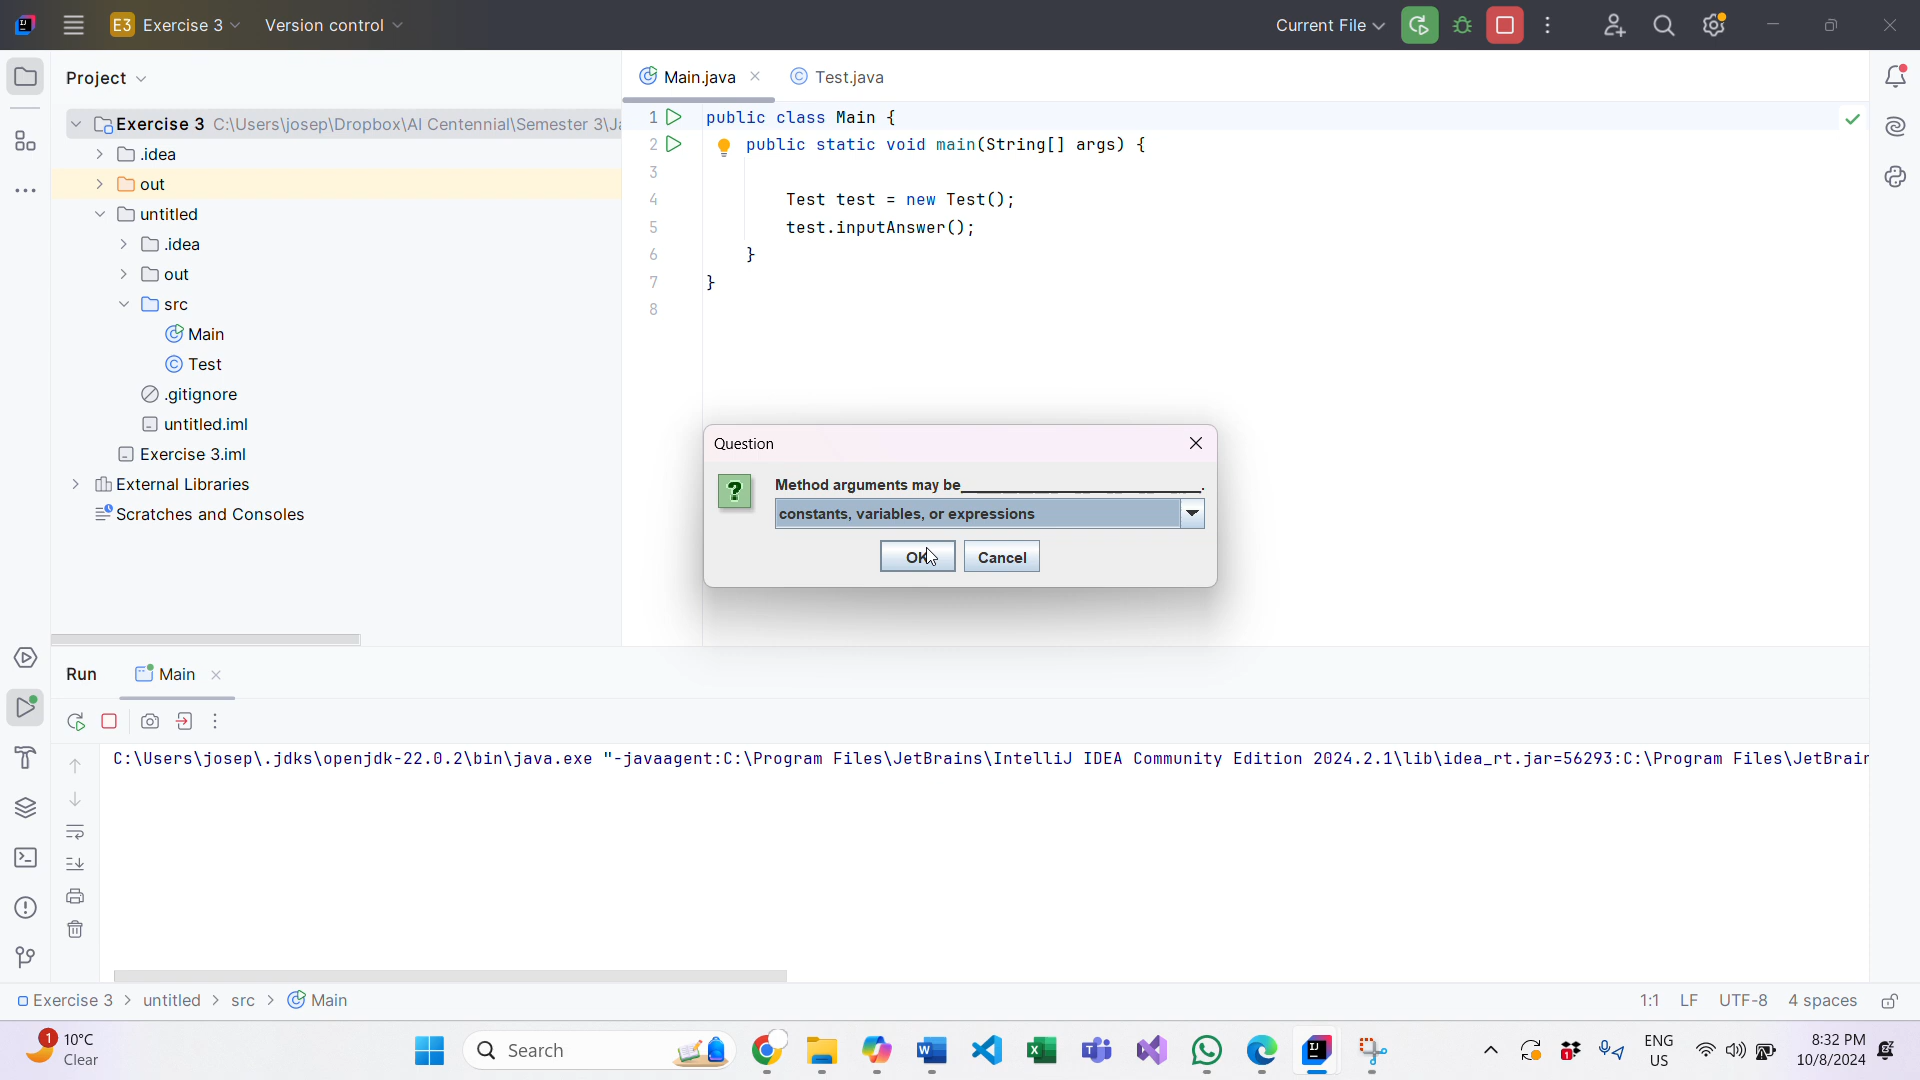 E3 Exercise 3
Version control
Current File
Project
Exercise 3 C:\Users\josep\Dropbox\AI Centennial\Semester 3\J
.idea
out
untitled
.idea
out
src
Main
Test
.gitignore
untitled.iml
Exercise 3.iml
External Libraries
Scratches and Consoles
Main.java
Test.java
1 public class Main {
2 public static void main(String[] args) {
3
4 Test test = new Test();
5 test.inputAnswer();
6 }
7 }
8
Question
Method arguments may be______________________________.
constants, variables, or expressions
OK
Cancel
Run
Main
C:\Users\josep\.jdks\openjdk-22.0.2\bin\java.exe "-javaagent:C:\Program Files\JetBrains\IntelliJ IDEA Community Edition 2024.2.1\lib\idea_rt.jar=56293:C:\Program Files\JetBrain
Exercise 3 > untitled > src > Main
1:1 LF UTF-8 4 spaces
1
10°C
Clear
Search
ENG
US
8:32 PM
10/8/2024